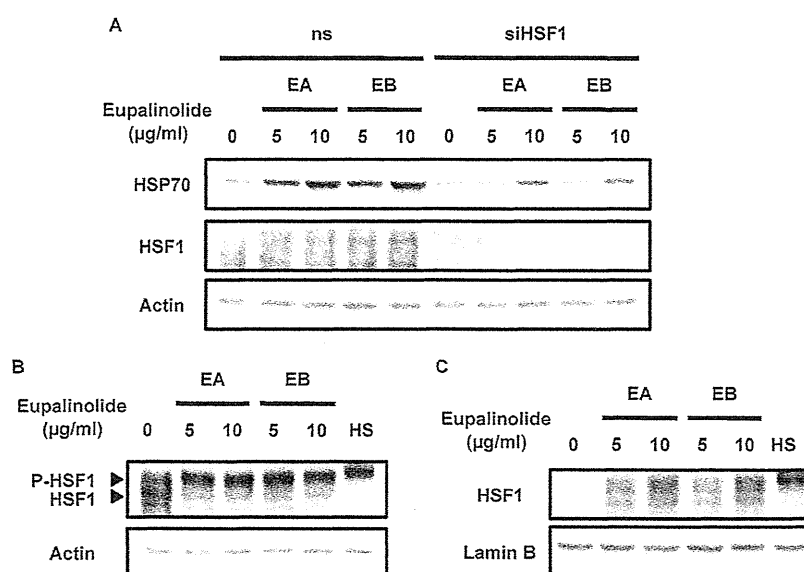 A
ns siHSF1
EA EB EA EB
Eupalinolide
(μg/ml) 0 5 10 5 10 0 5 10 5 10
HSP70
HSF1
Actin
B
EA EB
Eupalinolide
(μg/ml) 0 5 10 5 10 HS
P-HSF1
HSF1
Actin
C
EA EB
Eupalinolide
(μg/ml) 0 5 10 5 10 HS
HSF1
Lamin B